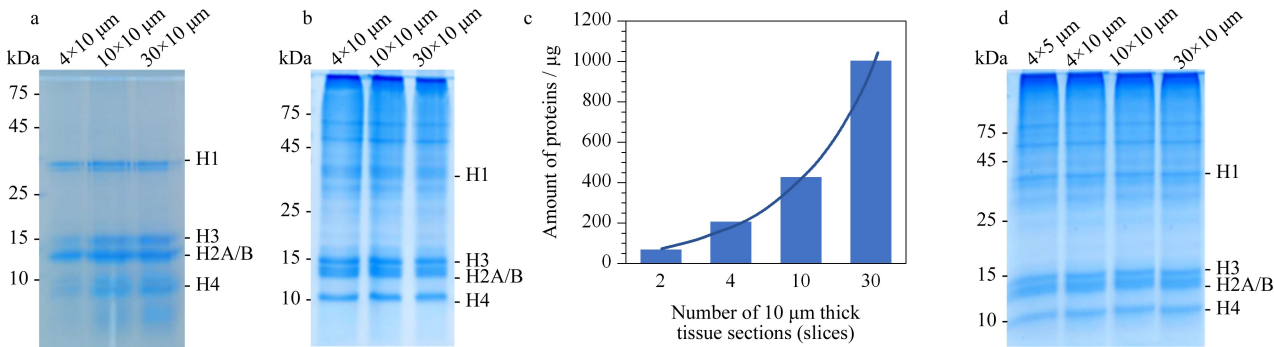 a
4×10 µm
10×10 µm
30×10 µm
kDa
75
45
25
15
10
H1
H3
H2A/B
H4
b
4×10 µm
10×10 µm
30×10 µm
kDa
75
45
25
15
10
H1
H3
H2A/B
H4
c
Amount of proteins / µg
1200
1000
800
600
400
200
0
2 4 10 30
Number of 10 µm thick
tissue sections (slices)
d
4×5 µm
4×10 µm
10×10 µm
30×10 µm
kDa
75
45
25
15
10
H1
H3
H2A/B
H4